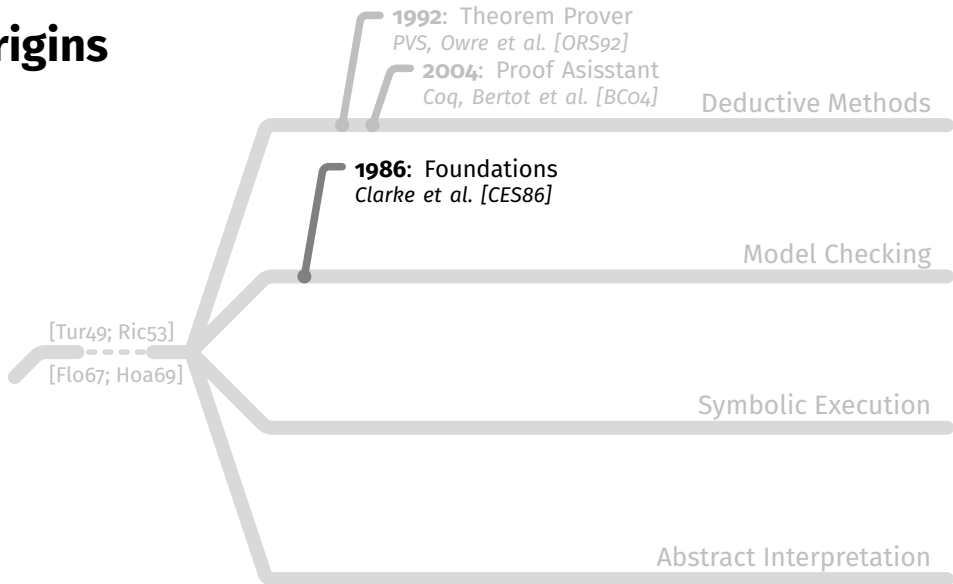 rigins
1992: Theorem Prover
PVS, Owre et al. [ORS92]
2004: Proof Asisstant
Coq, Bertot et al. [BC04]
Deductive Methods
1986: Foundations
Clarke et al. [CES86]
Model Checking
[Tur49; Ric53]
[Flo67; Hoa69]
Symbolic Execution
Abstract Interpretation